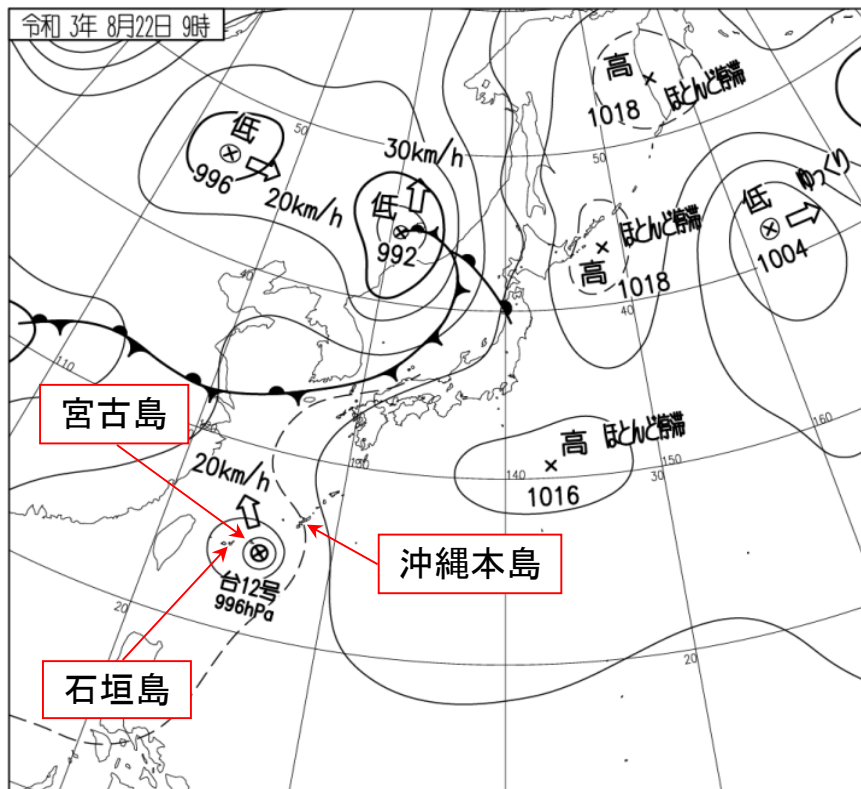 令和 3年 8月22日 9時
高
1018
ほとんど停滞
50
50
低
996
20km/h
30km/h
低
992
低
ゆっくり
1004
ほとんど停滞
高
1018
40
40
110
宮古島
160
高
ほとんど停滞
1016
130
140
150
30
20km/h
沖縄本島
台12号
996hPa
20
20
石垣島